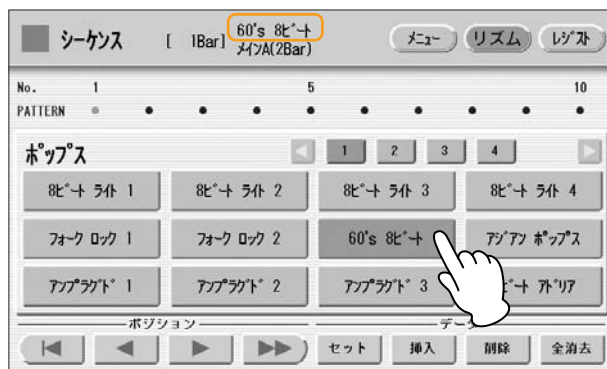 シーケンス [ 1Bar] 60's 8ビート メニュー リズム レジスト
メインA(2Bar)
No. 1 5 10
PATTERN
ポップス 1 2 3 4
8ビート ライト 1 8ビート ライト 2 8ビート ライト 3 8ビート ライト 4
フォーク ロック 1 フォーク ロック 2 60's 8ビート アジアン ポップス
アンプラグド 1 アンプラグド 2 アンプラグド 3 ビート アドリア
ポジション データ
セット 挿入 削除 全消去